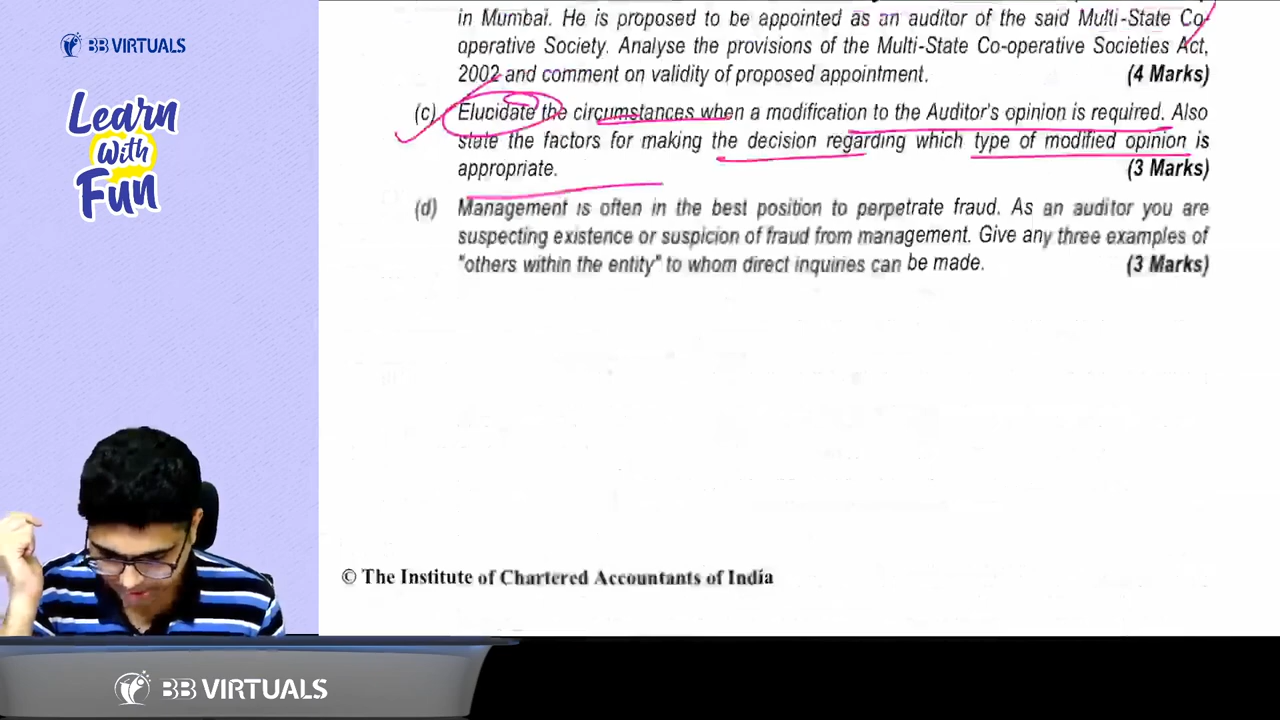 BB VIRTUALS
Learn
With
Fun
in Mumbai. He is proposed to be appointed as an auditor of the said Multi-State Co-
operative Society. Analyse the provisions of the Multi-State Co-operative Societies Act,
2002 and comment on validity of proposed appointment. (4 Marks)
(c) Elucidate the circumstances when a modification to the Auditor's opinion is required. Also
state the factors for making the decision regarding which type of modified opinion is
appropriate. (3 Marks)
(d) Management is often in the best position to perpetrate fraud. As an auditor you are
suspecting existence or suspicion of fraud from management. Give any three examples of
"others within the entity" to whom direct inquiries can be made. (3 Marks)
© The Institute of Chartered Accountants of India
BB VIRTUALS